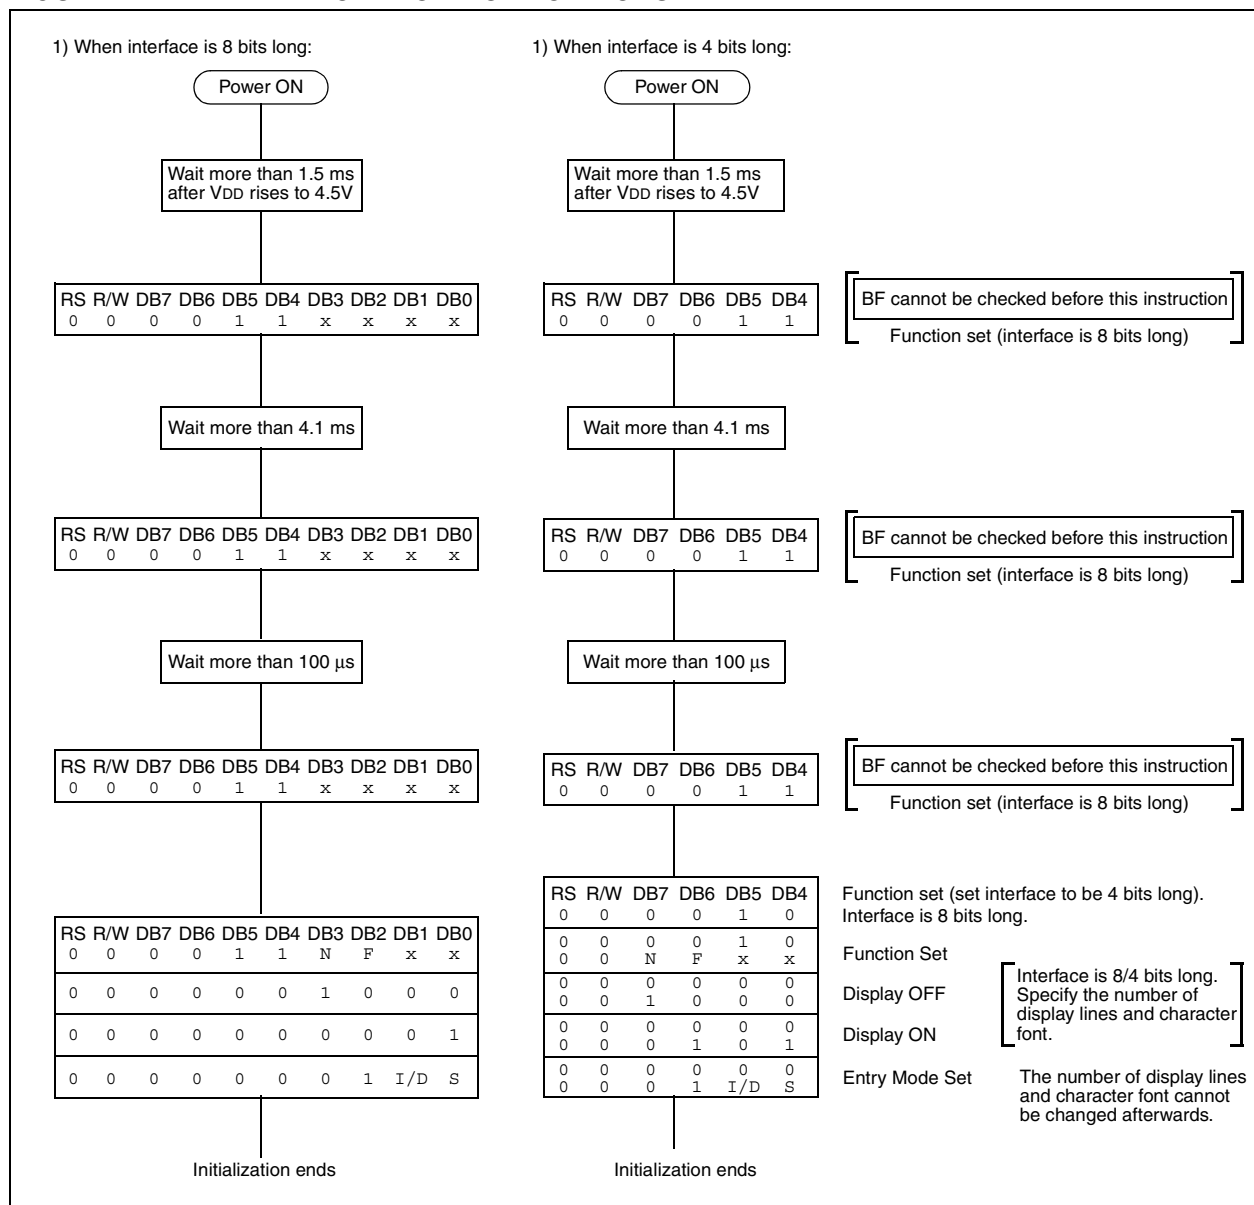 1) When interface is 8 bits long:
1) When interface is 4 bits long:
Power ON
Power ON
Wait more than 1.5 ms
after VDD rises to 4.5V
Wait more than 1.5 ms
after VDD rises to 4.5V
RS R/W DB7 DB6 DB5 DB4 DB3 DB2 DB1 DB0
0 0 0 0 1 1 x x x x
RS R/W DB7 DB6 DB5 DB4
0 0 0 0 1 1
BF cannot be checked before this instruction
Function set (interface is 8 bits long)
Wait more than 4.1 ms
Wait more than 4.1 ms
RS R/W DB7 DB6 DB5 DB4 DB3 DB2 DB1 DB0
0 0 0 0 1 1 x x x x
RS R/W DB7 DB6 DB5 DB4
0 0 0 0 1 1
BF cannot be checked before this instruction
Function set (interface is 8 bits long)
Wait more than 100 μs
Wait more than 100 μs
RS R/W DB7 DB6 DB5 DB4 DB3 DB2 DB1 DB0
0 0 0 0 1 1 x x x x
RS R/W DB7 DB6 DB5 DB4
0 0 0 0 1 1
BF cannot be checked before this instruction
Function set (interface is 8 bits long)
RS R/W DB7 DB6 DB5 DB4 DB3 DB2 DB1 DB0
0 0 0 0 1 1 N F x x
0 0 0 0 0 0 1 0 0 0
0 0 0 0 0 0 0 0 0 1
0 0 0 0 0 0 0 1 I/D S
RS R/W DB7 DB6 DB5 DB4
0 0 0 0 1 0
0 0 0 0 1 0
0 0 N F x x
0 0 0 0 0 0
0 0 1 0 0 0
0 0 0 0 0 0
0 0 0 1 0 1
0 0 0 0 0 0
0 0 0 1 I/D S
Function set (set interface to be 4 bits long).
Interface is 8 bits long.
Function Set
Display OFF
Display ON
Entry Mode Set
Interface is 8/4 bits long.
Specify the number of
display lines and character
font.
The number of display lines
and character font cannot
be changed afterwards.
Initialization ends
Initialization ends